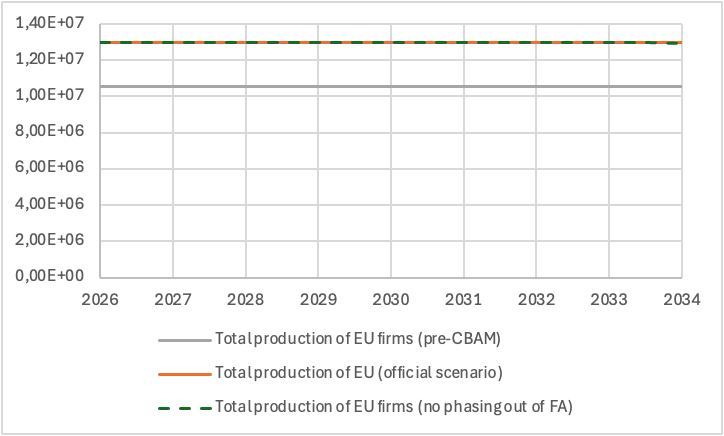 1,40E+07
1,20E+07
1,00E+07
8,00E+06
6,00E+06
4,00E+06
2,00E+06
0,00E+00
2026 2027 2028 2029 2030 2031 2032 2033 2034
Total production of EU firms (pre-CBAM)
Total production of EU (official scenario)
Total production of EU firms (no phasing out of FA)